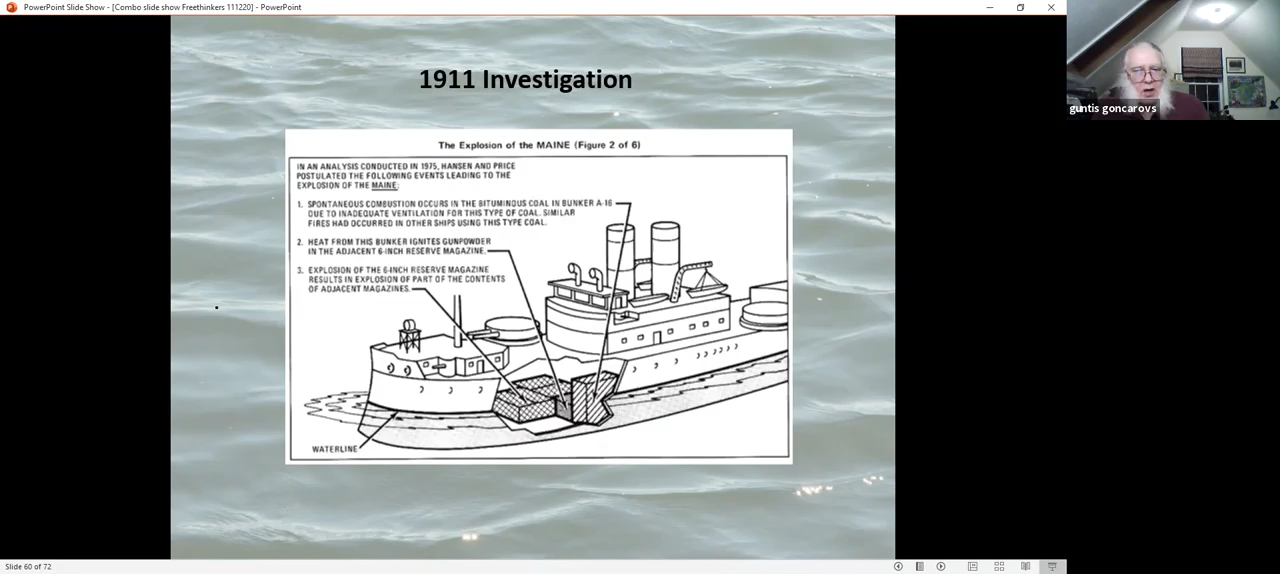 PowerPoint Slide Show - [Combo slide show Freethinkers 111220] - PowerPoint
guntis goncarovs
1911 Investigation
The Explosion of the MAINE (Figure 2 of 6)
IN AN ANALYSIS CONDUCTED IN 1975, HANSEN AND PRICE
POSTULATED THE FOLLOWING EVENTS LEADING TO THE
EXPLOSION OF THE MAINE:
1. SPONTANEOUS COMBUSTION OCCURS IN THE BITUMINOUS COAL IN BUNKER A-16
DUE TO INADEQUATE VENTILATION FOR THIS TYPE OF COAL. SIMILAR
FIRES HAD OCCURRED IN OTHER SHIPS USING THIS TYPE COAL.
2. HEAT FROM THIS BUNKER IGNITES GUNPOWDER
IN THE ADJACENT 6-INCH RESERVE MAGAZINE.
3. EXPLOSION OF THE 6-INCH RESERVE MAGAZINE
RESULTS IN EXPLOSION OF PART OF THE CONTENTS
OF ADJACENT MAGAZINES.
WATERLINE
Slide 60 of 72